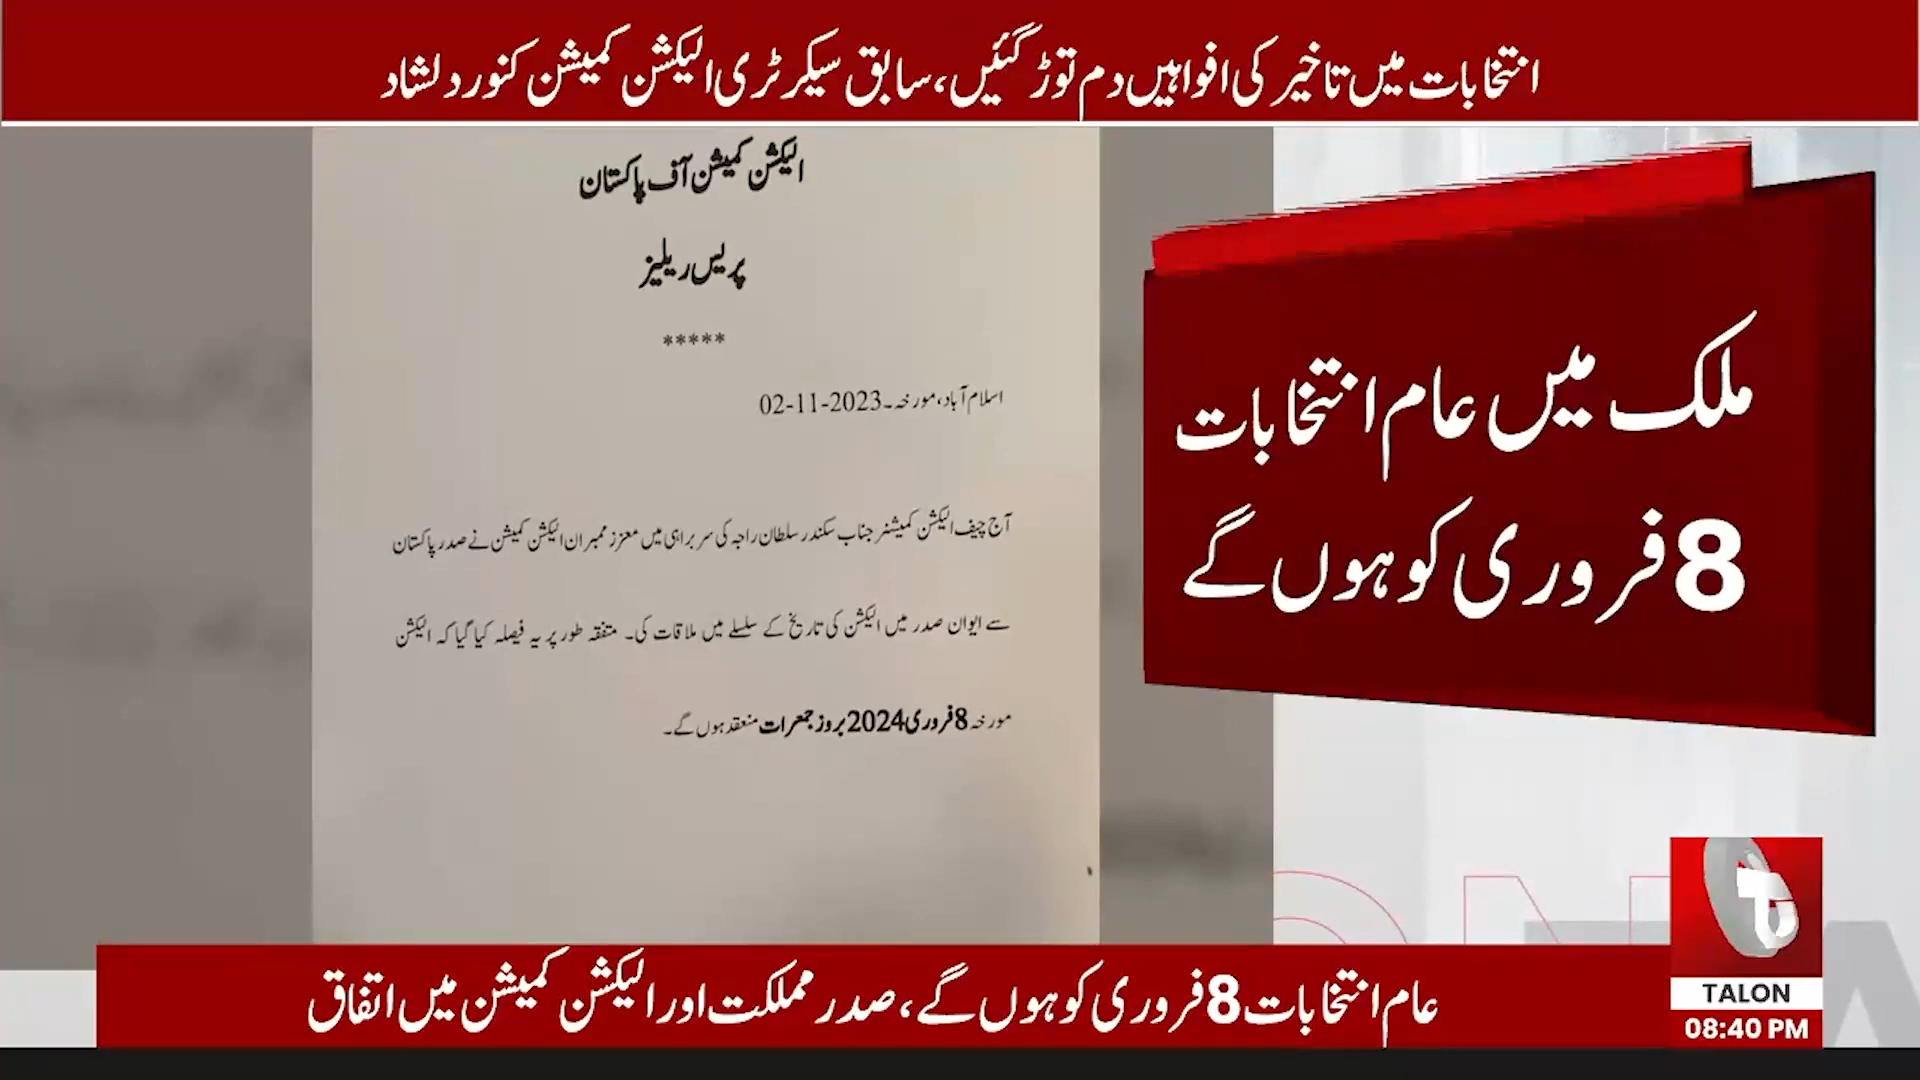 انتخابات میں تاخیر کی افواہیں دم توڑ گئیں، سابق سیکرٹری الیکشن کمیشن کنور دلشاد
الیکشن کمیشن آف پاکستان
پریس ریلیز
*****
اسلام آباد، مورخہ۔ 02-11-2023
آج چیف الیکشن کمیشنر جناب سکندر سلطان راجہ کی سربراہی میں معزز ممبران الیکشن کمیشن نے صدر پاکستان
سے ایوان صدر میں الیکشن کی تاریخ کے سلسلے میں ملاقات کی۔ متفقہ طور پر یہ فیصلہ کیا گیا کہ الیکشن
مورخہ 8 فروری 2024 بروز جمعرات منعقد ہوں گے۔
ملک میں عام انتخابات
8 فروری کو ہوں گے
عام انتخابات 8 فروری کو ہوں گے، صدر مملکت اور الیکشن کمیشن میں اتفاق
TALON
08:40 PM